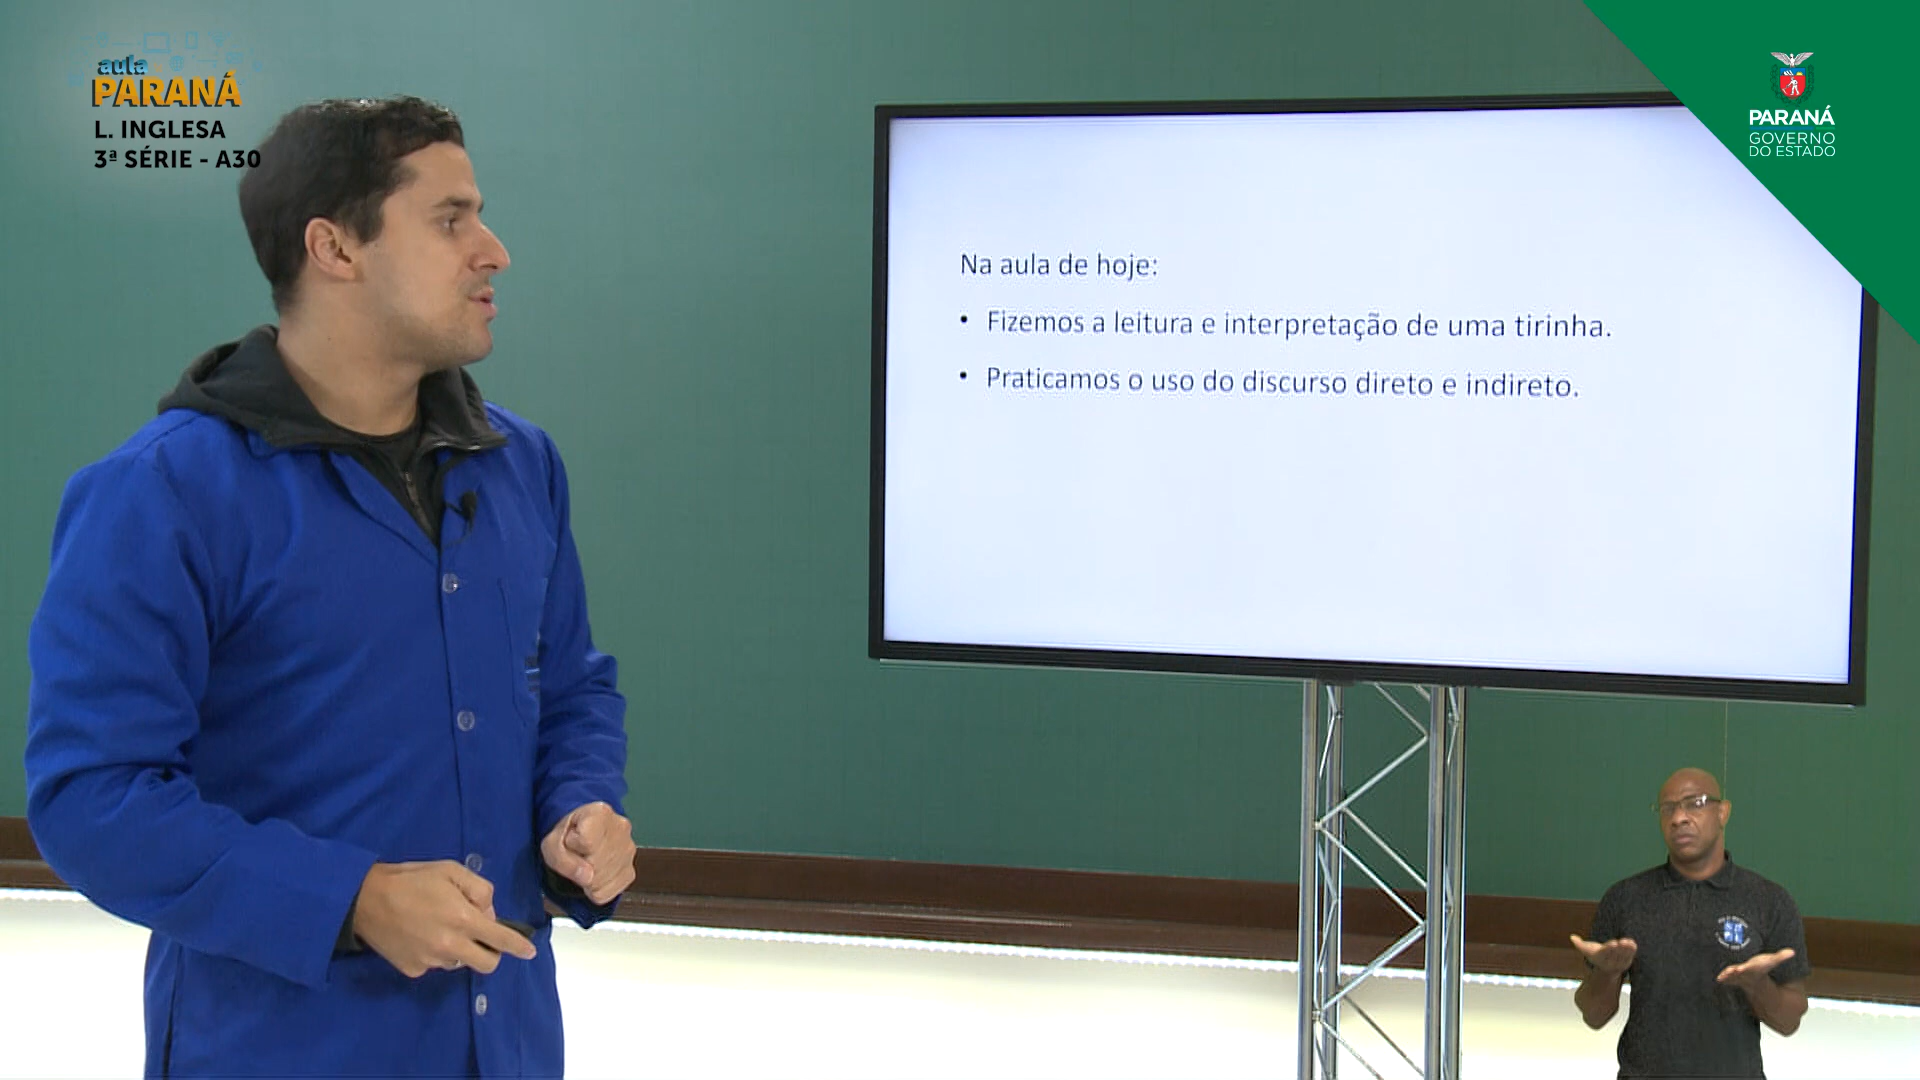 aula
PARANÁ
L. INGLESA
3ª SÉRIE - A30
PARANÁ
GOVERNO
DO ESTADO
Na aula de hoje:
• Fizemos a leitura e interpretação de uma tirinha.
• Praticamos o uso do discurso direto e indireto.